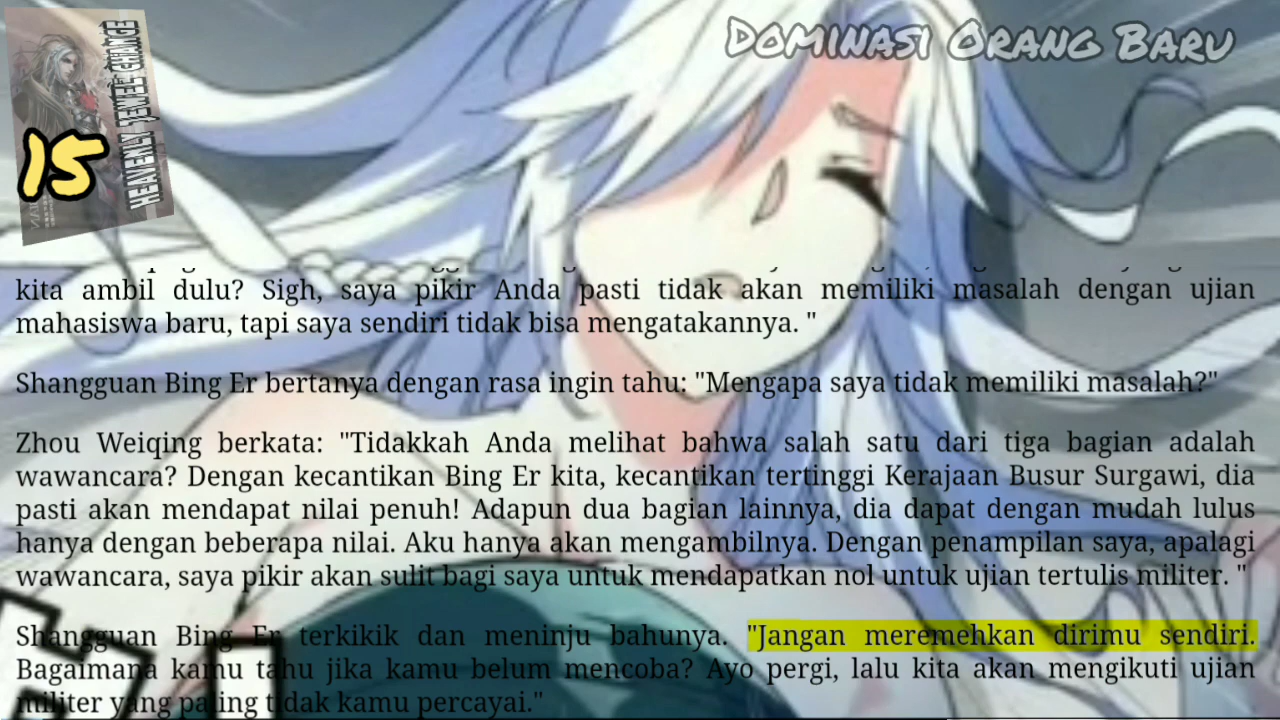 Dominasi Orang Baru
HEAVENLY JEWEL CHANGE
15
kita ambil dulu? Sigh, saya pikir Anda pasti tidak akan memiliki masalah dengan ujian
mahasiswa baru, tapi saya sendiri tidak bisa mengatakannya. "
Shangguan Bing Er bertanya dengan rasa ingin tahu: "Mengapa saya tidak memiliki masalah?"
Zhou Weiqing berkata: "Tidakkah Anda melihat bahwa salah satu dari tiga bagian adalah
wawancara? Dengan kecantikan Bing Er kita, kecantikan tertinggi Kerajaan Busur Surgawi, dia
pasti akan mendapat nilai penuh! Adapun dua bagian lainnya, dia dapat dengan mudah lulus
hanya dengan beberapa nilai. Aku hanya akan mengambilnya. Dengan penampilan saya, apalagi
wawancara, saya pikir akan sulit bagi saya untuk mendapatkan nol untuk ujian tertulis militer. "
Shangguan Bing Er terkikik dan meninju bahunya. "Jangan meremehkan dirimu sendiri.
Bagaimana kamu tahu jika kamu belum mencoba? Ayo pergi, lalu kita akan mengikuti ujian
militer yang paling tidak kamu percayai."